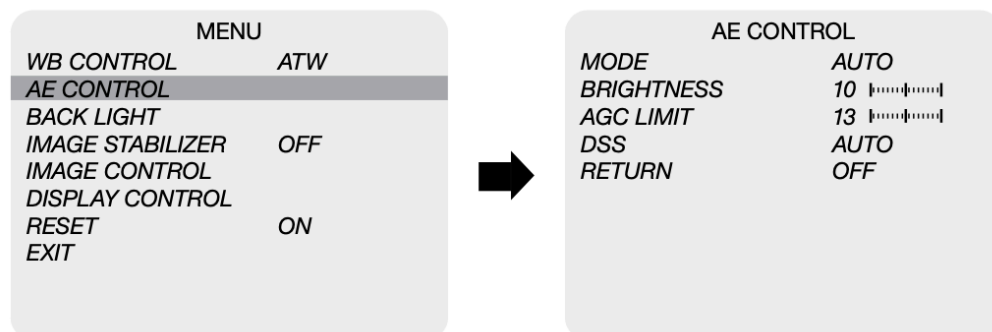 MENU
WB CONTROL ATW
AE CONTROL
BACK LIGHT
IMAGE STABILIZER OFF
IMAGE CONTROL
DISPLAY CONTROL
RESET ON
EXIT
AE CONTROL
MODE AUTO
BRIGHTNESS 10
AGC LIMIT 13
DSS AUTO
RETURN OFF